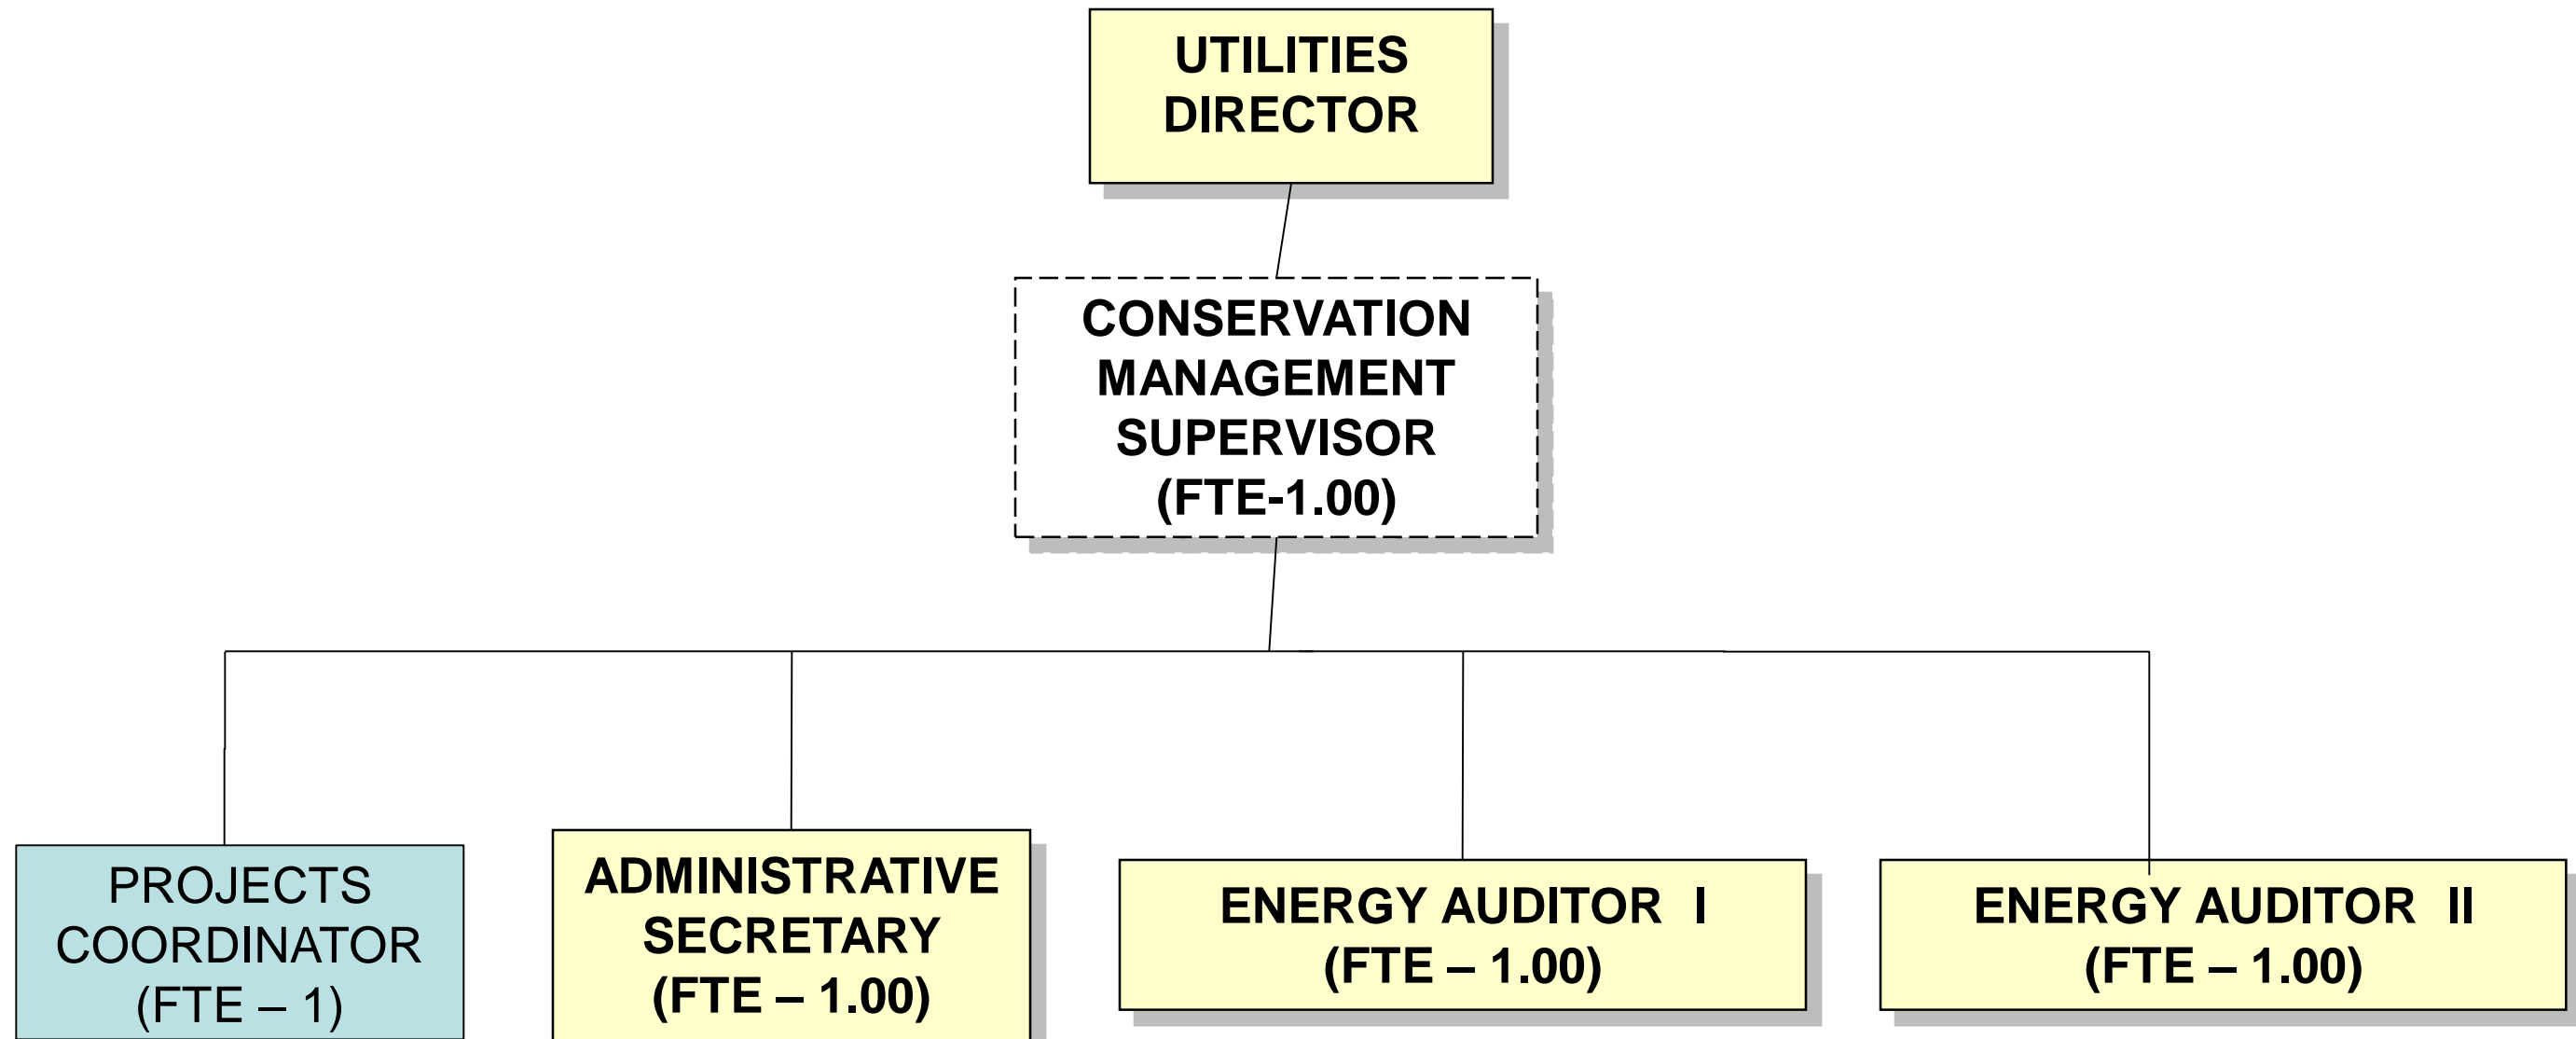 UTILITIES
DIRECTOR
CONSERVATION
MANAGEMENT
SUPERVISOR
(FTE-1.00)
PROJECTS
COORDINATOR
(FTE – 1)
ADMINISTRATIVE
SECRETARY
(FTE – 1.00)
ENERGY AUDITOR  I
(FTE – 1.00)
ENERGY AUDITOR  II
(FTE – 1.00)